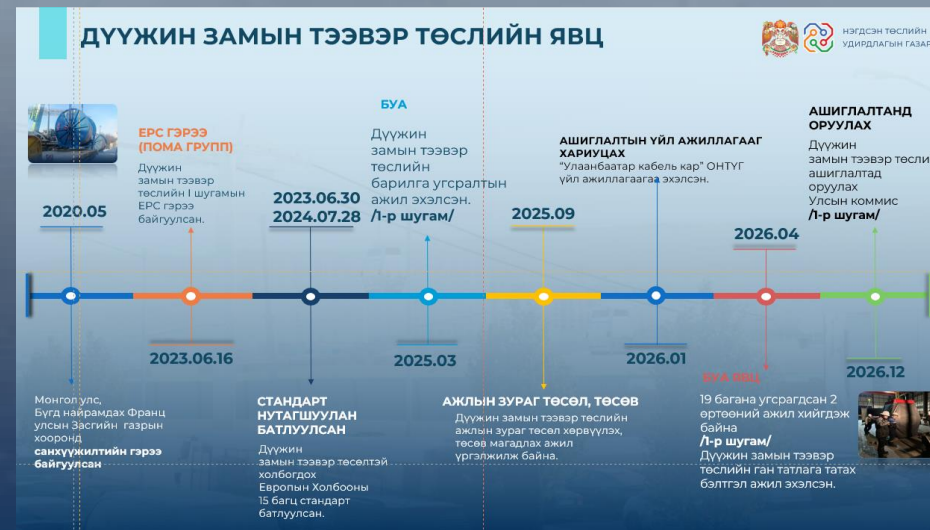 ДҮҮЖИН ЗАМЫН ТЭЭВЭР ТӨСЛИЙН ЯВЦ
НЭГДСЭН ТӨСЛИЙН
УДИРДЛАГЫН ГАЗАР
2020.05
Монгол улс,
Бүгд найрамдах Франц
улсын Засгийн газрын
хооронд
санхүүжилтийн гэрээ
байгуулсан
EPC ГЭРЭЭ
(ПОМА ГРУПП)
Дүүжин
замын тээвэр
төслийн I шугамын
EPC гэрээ
байгуулсан.
2023.06.16
2023.06.30
2024.07.28
СТАНДАРТ
НУТАГШУУЛАН
БАТЛУУЛСАН
Дүүжин
замын тээвэр төсөлтэй
холбогдох
Европын Холбооны
15 багц стандарт
батлуулсан.
БУА
Дүүжин
замын тээвэр
төслийн
барилга угсралтын
ажил эхэлсэн.
/1-р шугам/
2025.03
2025.09
АЖЛЫН ЗУРАГ ТӨСӨЛ, ТӨСӨВ
Дүүжин замын тээвэр төслийн
ажлын зураг төсөл хөрвүүлэх,
төсөв магадлах ажил
үргэлжилж байна.
АШИГЛАЛТЫН ҮЙЛ АЖИЛЛАГААГ
ХАРИУЦАХ
"Улаанбаатар кабель кар" ОНТҮГ
үйл ажиллагаагаа эхэлсэн.
2026.01
2026.04
БУА ЯВЦ
19 багана угсрагдсан 2
өртөөний ажил хийгдэж
байна
/1-р шугам/
Дүүжин замын тээвэр
төслийн ган татлага татах
бэлтгэл ажил эхэлсэн.
АШИГЛАЛТАНД
ОРУУЛАХ
Дүүжин
замын тээвэр төсли
ашиглалтад
оруулах
Улсын коммис
/1-р шугам/
2026.12